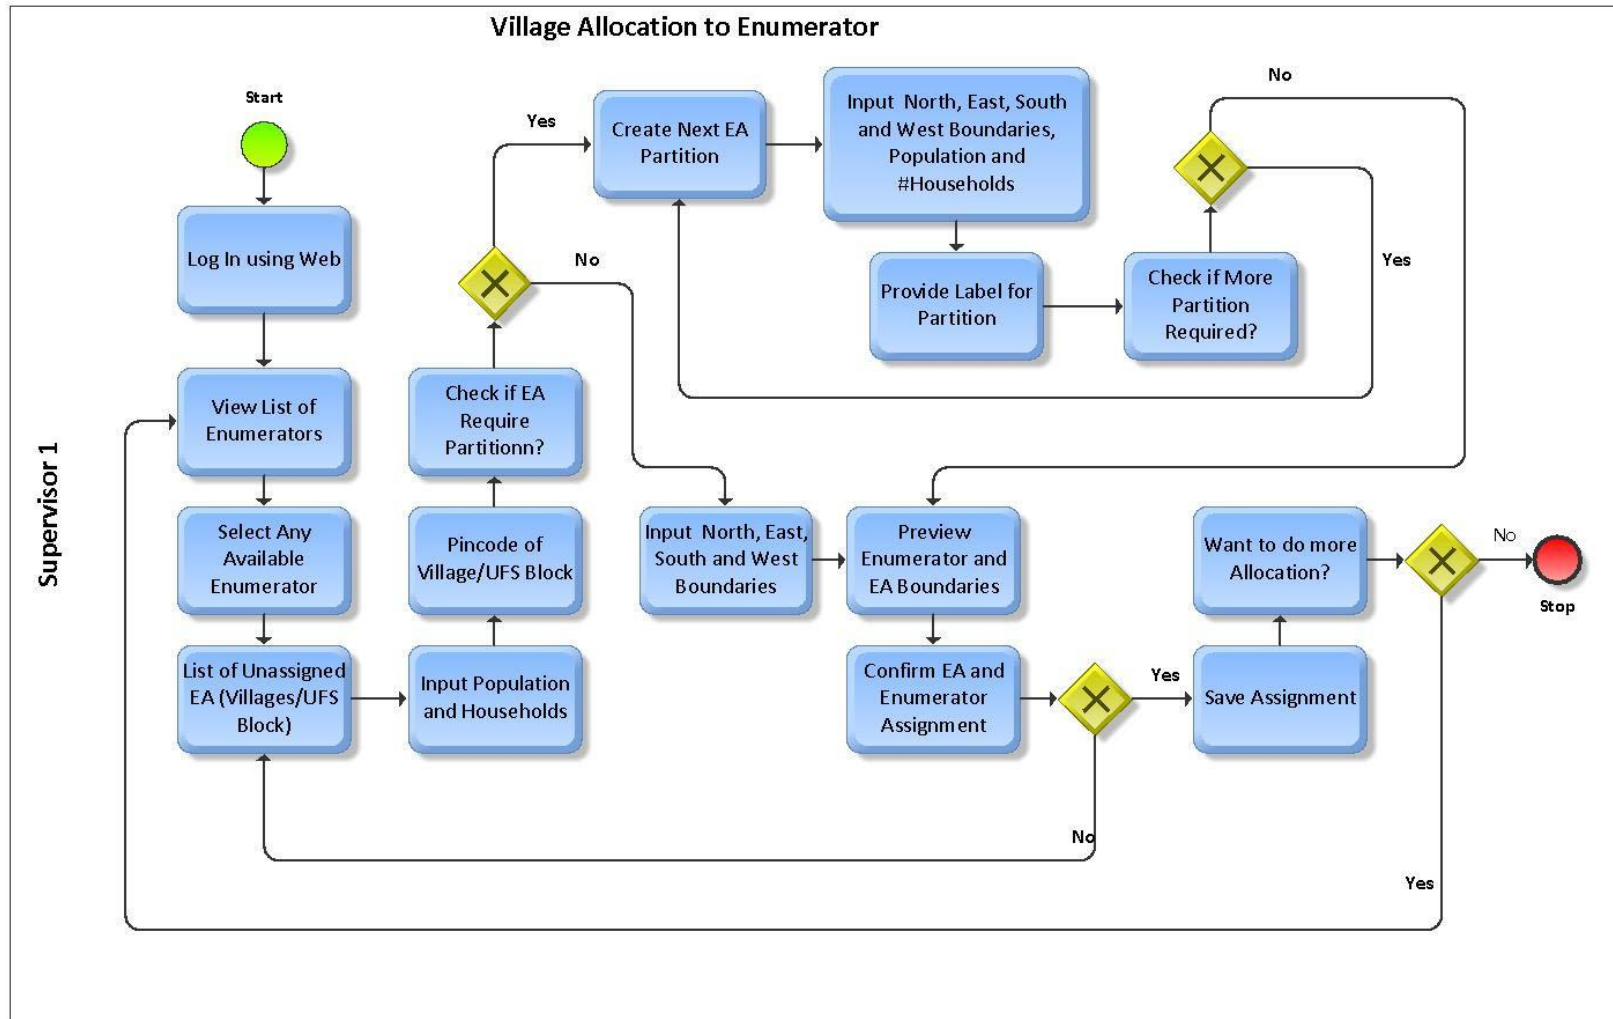 Village Allocation to Enumerator
Supervisor 1
Start
Log In using Web
View List of
Enumerators
Select Any
Available
Enumerator
List of Unassigned
EA (Villages/UFS
Block)
Input Population
and Households
Pincode of
Village/UFS Block
Check if EA
Require
Partitionn?
Yes
No
Create Next EA
Partition
Input North, East, South
and West Boundaries,
Population and
#Households
Provide Label for
Partition
Check if More
Partition
Required?
No
Yes
Input North, East,
South and West
Boundaries
Preview
Enumerator and
EA Boundaries
Confirm EA and
Enumerator
Assignment
Yes
No
Save Assignment
Want to do more
Allocation?
No
Yes
Stop